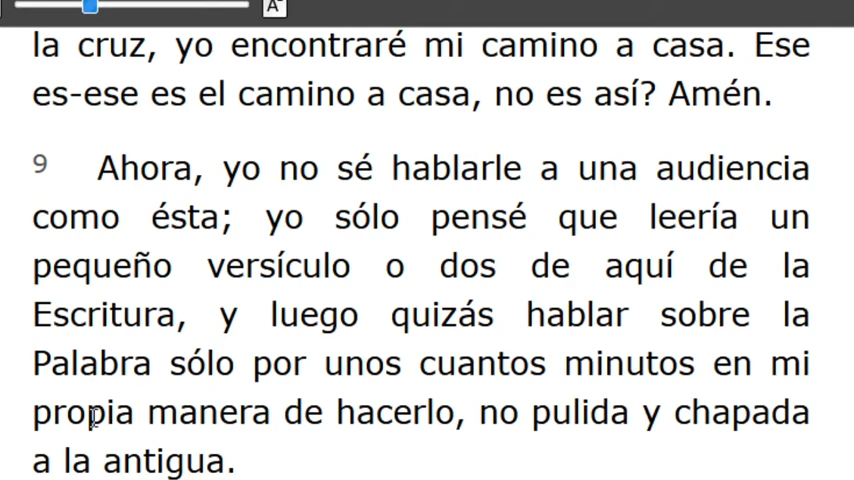 A
la cruz, yo encontraré mi camino a casa. Ese
es-ese es el camino a casa, no es así? Amén.
9 Ahora, yo no sé hablarle a una audiencia
como ésta; yo sólo pensé que leería un
pequeño versículo o dos de aquí de la
Escritura, y luego quizás hablar sobre la
Palabra sólo por unos cuantos minutos en mi
propia manera de hacerlo, no pulida y chapada
a la antigua.